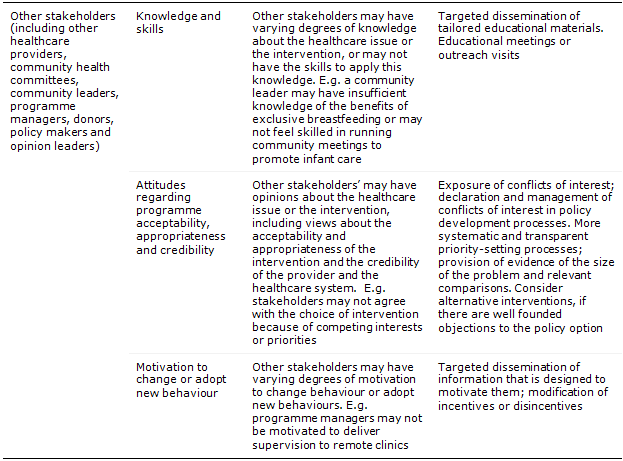 Other stakeholders
(including other
healthcare
providers,
community health
committees,
community leaders,
programme
managers, donors,
policy makers and
opinion leaders)
Knowledge and
skills
Other stakeholders may have
varying degrees of knowledge
about the healthcare issue or
the intervention, or may not
have the skills to apply this
knowledge. E.g. a community
leader may have insufficient
knowledge of the benefits of
exclusive breastfeeding or may
not feel skilled in running
community meetings to
promote infant care
Targeted dissemination of
tailored educational materials.
Educational meetings or
outreach visits
Attitudes
regarding
programme
acceptability,
appropriateness
and credibility
Other stakeholders’ may have
opinions about the healthcare
issue or the intervention,
including views about the
acceptability and
appropriateness of the
intervention and the credibility
of the provider and the
healthcare system.  E.g.
stakeholders may not agree
with the choice of intervention
because of competing interests
or priorities
Exposure of conflicts of interest;
declaration and management of
conflicts of interest in policy
development processes. More
systematic and transparent
priority-setting processes;
provision of evidence of the size
of the problem and relevant
comparisons. Consider
alternative interventions, if
there are well founded
objections to the policy option
Motivation to
change or adopt
new behaviour
Other stakeholders may have
varying degrees of motivation
to change behaviour or adopt
new behaviours. E.g.
programme managers may not
be motivated to deliver
supervision to remote clinics
Targeted dissemination of
information that is designed to
motivate them; modification of
incentives or disincentives